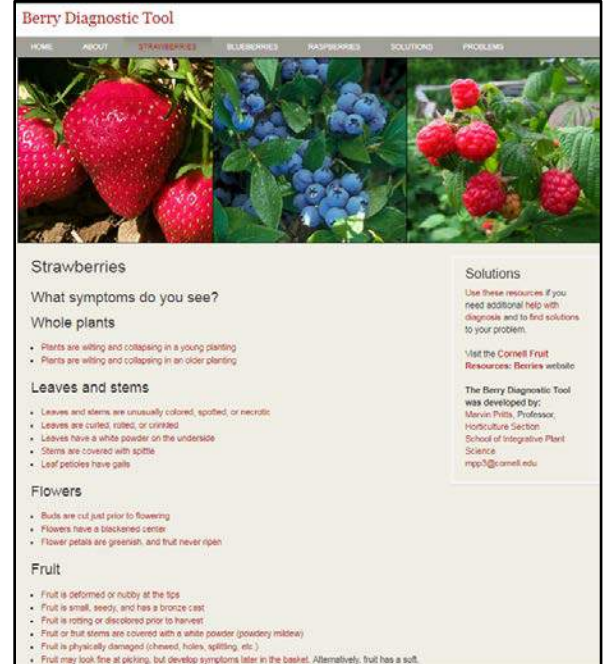 Berry Diagnostic Tool
HOME ABOUT STRAWBERRIES BLUEBERRIES RASPBERRIES SOLUTIONS PROBLEMS
Strawberries
What symptoms do you see?
Whole plants
Plants are wilting and collapsing in a young planting
Plants are wilting and collapsing in an older planting
Leaves and stems
Leaves and stems are unusually colored, spotted, or necrotic
Leaves are curled, rolled, or crinkled
Leaves have a white powder on the underside
Stems are covered with spittle
Leaf petioles have galls
Flowers
Buds are cut just prior to flowering
Flowers have a blackened center
Flower petals are greenish, and fruit never ripen
Fruit
Fruit is deformed or nubby at the tips
Fruit is small, seedy, and has a bronze cast
Fruit is rotting or discolored prior to harvest
Fruit or fruit stems are covered with a white powder (powdery mildew)
Fruit is physically damaged (chewed, holes, splitting, etc.)
Fruit may look fine at picking, but develop symptoms later in the basket. Alternatively, fruit has a soft,
Solutions
Use these resources if you
need additional help with
diagnosis and to find solutions
to your problem.
Visit the Cornell Fruit
Resources: Berries website
The Berry Diagnostic Tool
was developed by:
Marvin Pritts, Professor,
Horticulture Section
School of Integrative Plant
Science
mpp3@cornell.edu